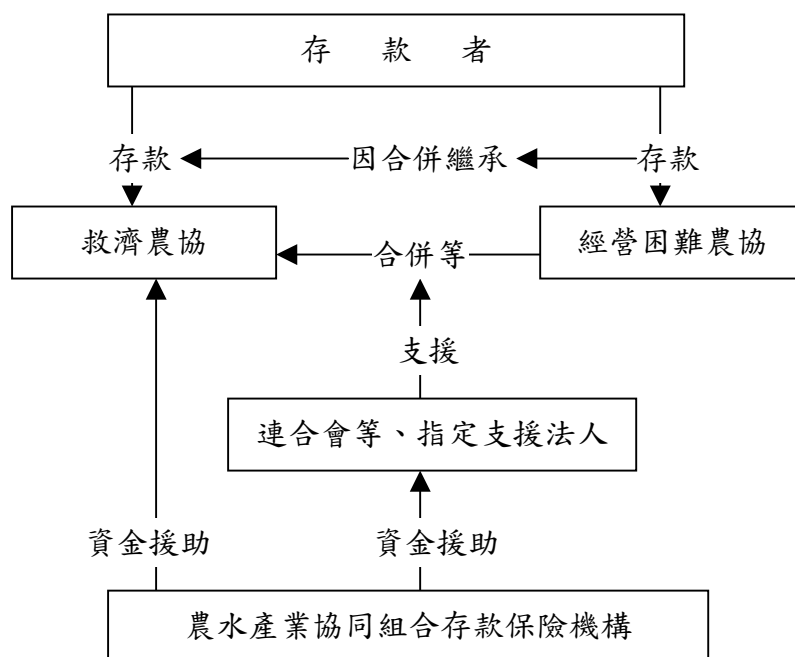 存款者
存款
因合併繼承
存款
救濟農協
合併等
經營困難農協
支援
連合會等、指定支援法人
資金援助
資金援助
農水產業協同組合存款保險機構